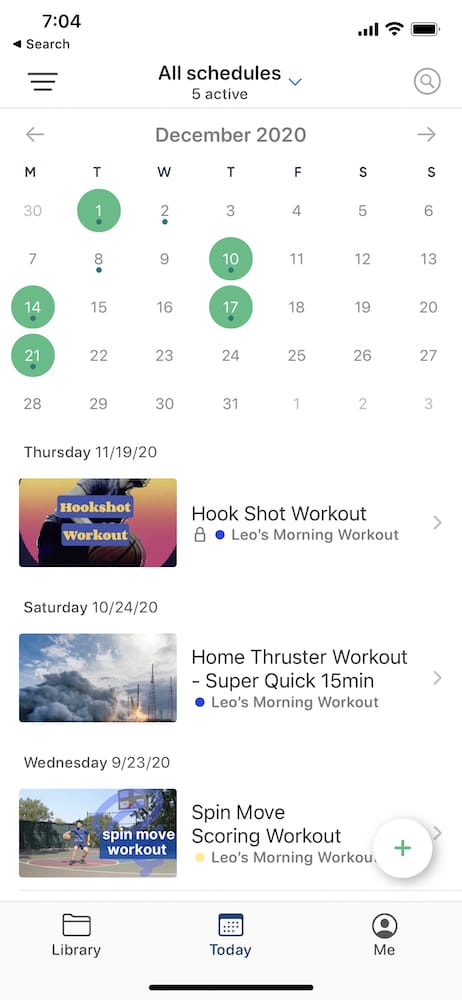 7:04
◀ Search
All schedules
5 active
December 2020
M T W T F S S
30 1 2 3 4 5 6
7 8 9 10 11 12 13
14 15 16 17 18 19 20
21 22 23 24 25 26 27
28 29 30 31 1 2 3
Thursday 11/19/20
Hookshot
Workout
Hook Shot Workout
Leo's Morning Workout
Saturday 10/24/20
Home Thruster Workout
- Super Quick 15min
Leo's Morning Workout
Wednesday 9/23/20
spin move
workout
Spin Move
Scoring Workout
Leo's Morning Workou
+
Library Today Me